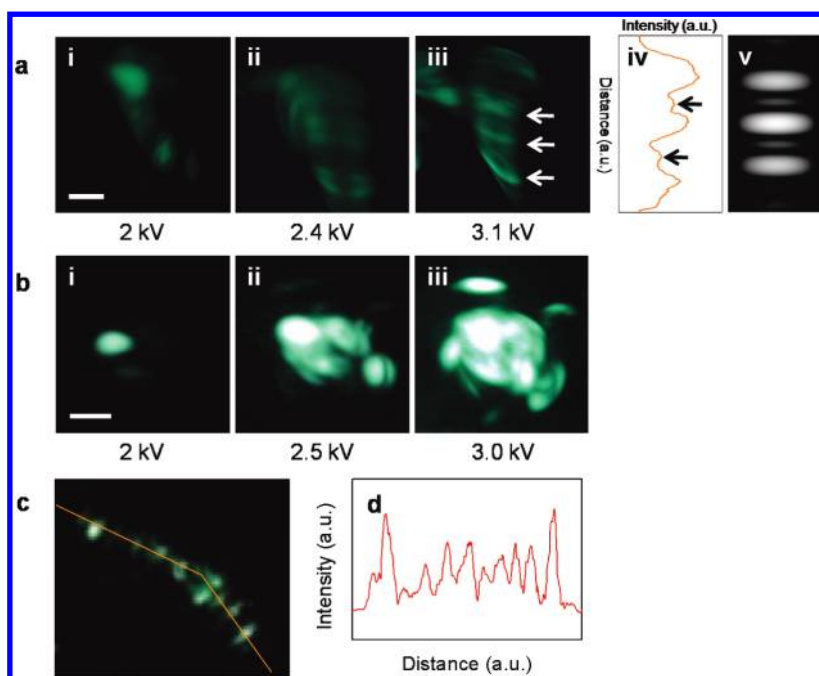 a
i
ii
iii
2 kV
2.4 kV
3.1 kV
Intensity (a.u.)
iv
Distance (a.u.)
v
b
i
ii
iii
2 kV
2.5 kV
3.0 kV
c
d
Intensity (a.u.)
Distance (a.u.)